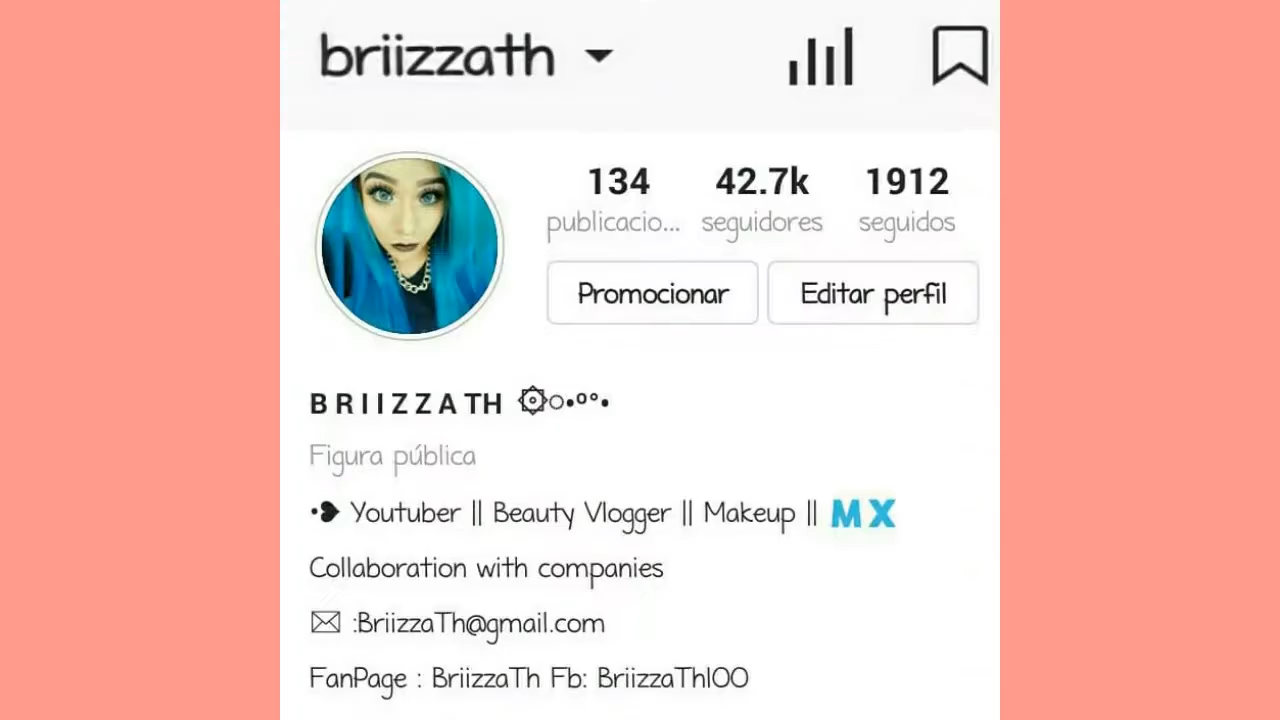 briizzath
134 42.7k 1912
publicacio... seguidores seguidos
Promocionar Editar perfil
B R I I Z Z A TH ۞○•º°•
Figura pública
•❥ Youtuber || Beauty Vlogger || Makeup || MX
Collaboration with companies
✉ :BriizzaTh@gmail.com
FanPage : BriizzaTh Fb: BriizzaTh100